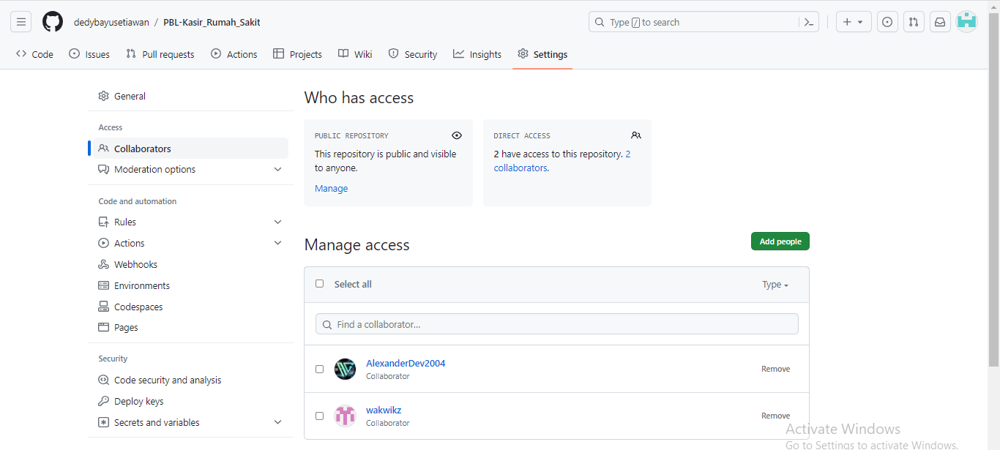 dedybayusetiawan / PBL-Kasir_Rumah_Sakit
Type / to search
Code
Issues
Pull requests
Actions
Projects
Wiki
Security
Insights
Settings
General
Access
Collaborators
Moderation options
Code and automation
Rules
Actions
Webhooks
Environments
Codespaces
Pages
Security
Code security and analysis
Deploy keys
Secrets and variables
Who has access
PUBLIC REPOSITORY
This repository is public and visible
to anyone.
Manage
DIRECT ACCESS
2 have access to this repository. 2
collaborators.
Manage access
Add people
Select all
Type
Find a collaborator...
AlexanderDev2004
Collaborator
Remove
wakwikz
Collaborator
Remove
Activate Windows
Go to Settings to activate Windows.